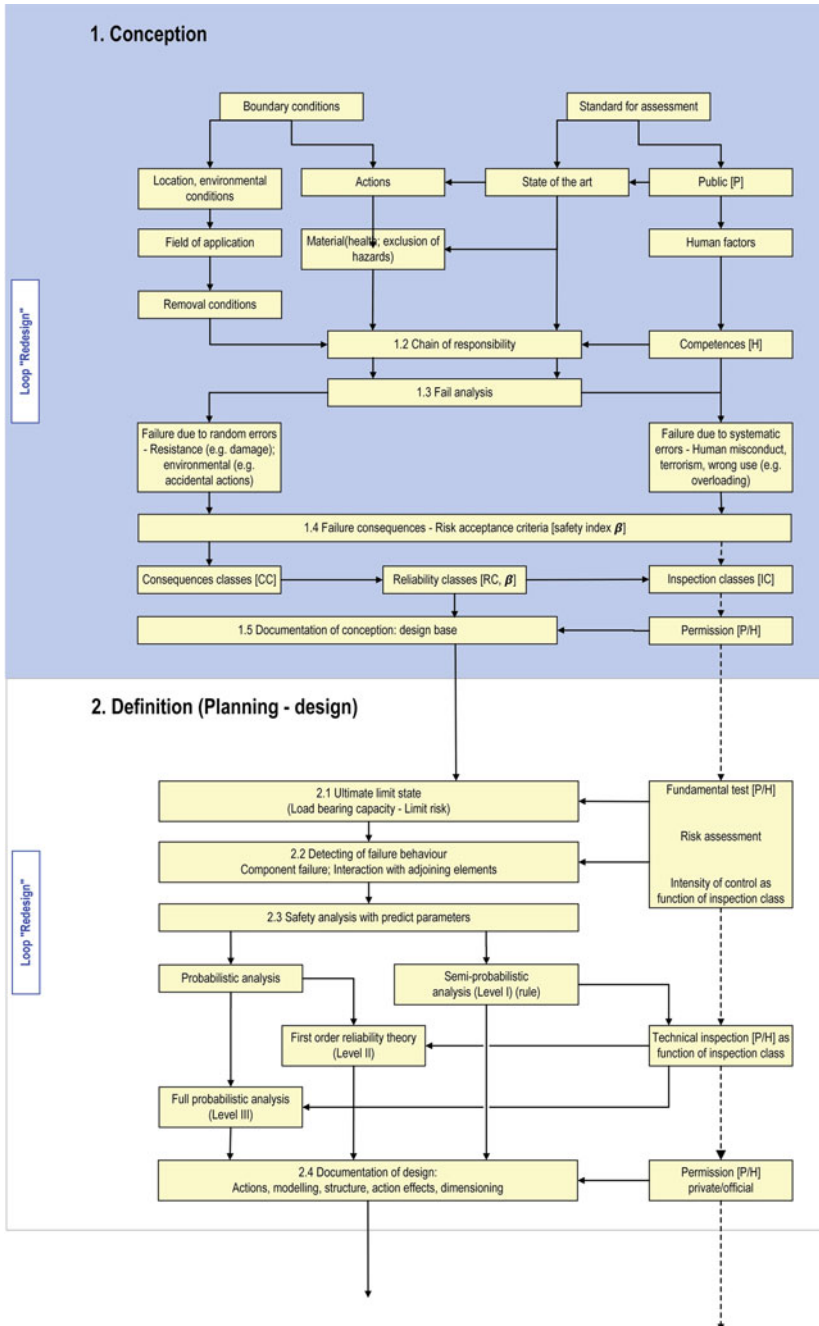 1. Conception
Boundary conditions
Standard for assessment
Location, environmental
conditions
Actions
State of the art
Public [P]
Field of application
Material(health; exclusion of
hazards)
Human factors
Removal conditions
1.2 Chain of responsibility
Competences [H]
Loop "Redesign"
1.3 Fail analysis
Failure due to random errors
- Resistance (e.g. damage);
environmental (e.g.
accidental actions)
Failure due to systematic
errors - Human misconduct,
terrorism, wrong use (e.g.
overloading)
1.4 Failure consequences - Risk acceptance criteria [safety index β]
Consequences classes [CC]
Reliability classes [RC, β]
Inspection classes [IC]
1.5 Documentation of conception: design base
Permission [P/H]
2. Definition (Planning - design)
2.1 Ultimate limit state
(Load bearing capacity - Limit risk)
Fundamental test [P/H]
Risk assessment
Intensity of control as
function of inspection class
2.2 Detecting of failure behaviour
Component failure; Interaction with adjoining elements
Loop "Redesign"
2.3 Safety analysis with predict parameters
Probabilistic analysis
Semi-probabilistic
analysis (Level I) (rule)
First order reliability theory
(Level II)
Technical inspection [P/H] as
function of inspection class
Full probabilistic analysis
(Level III)
2.4 Documentation of design:
Actions, modelling, structure, action effects, dimensioning
Permission [P/H]
private/official